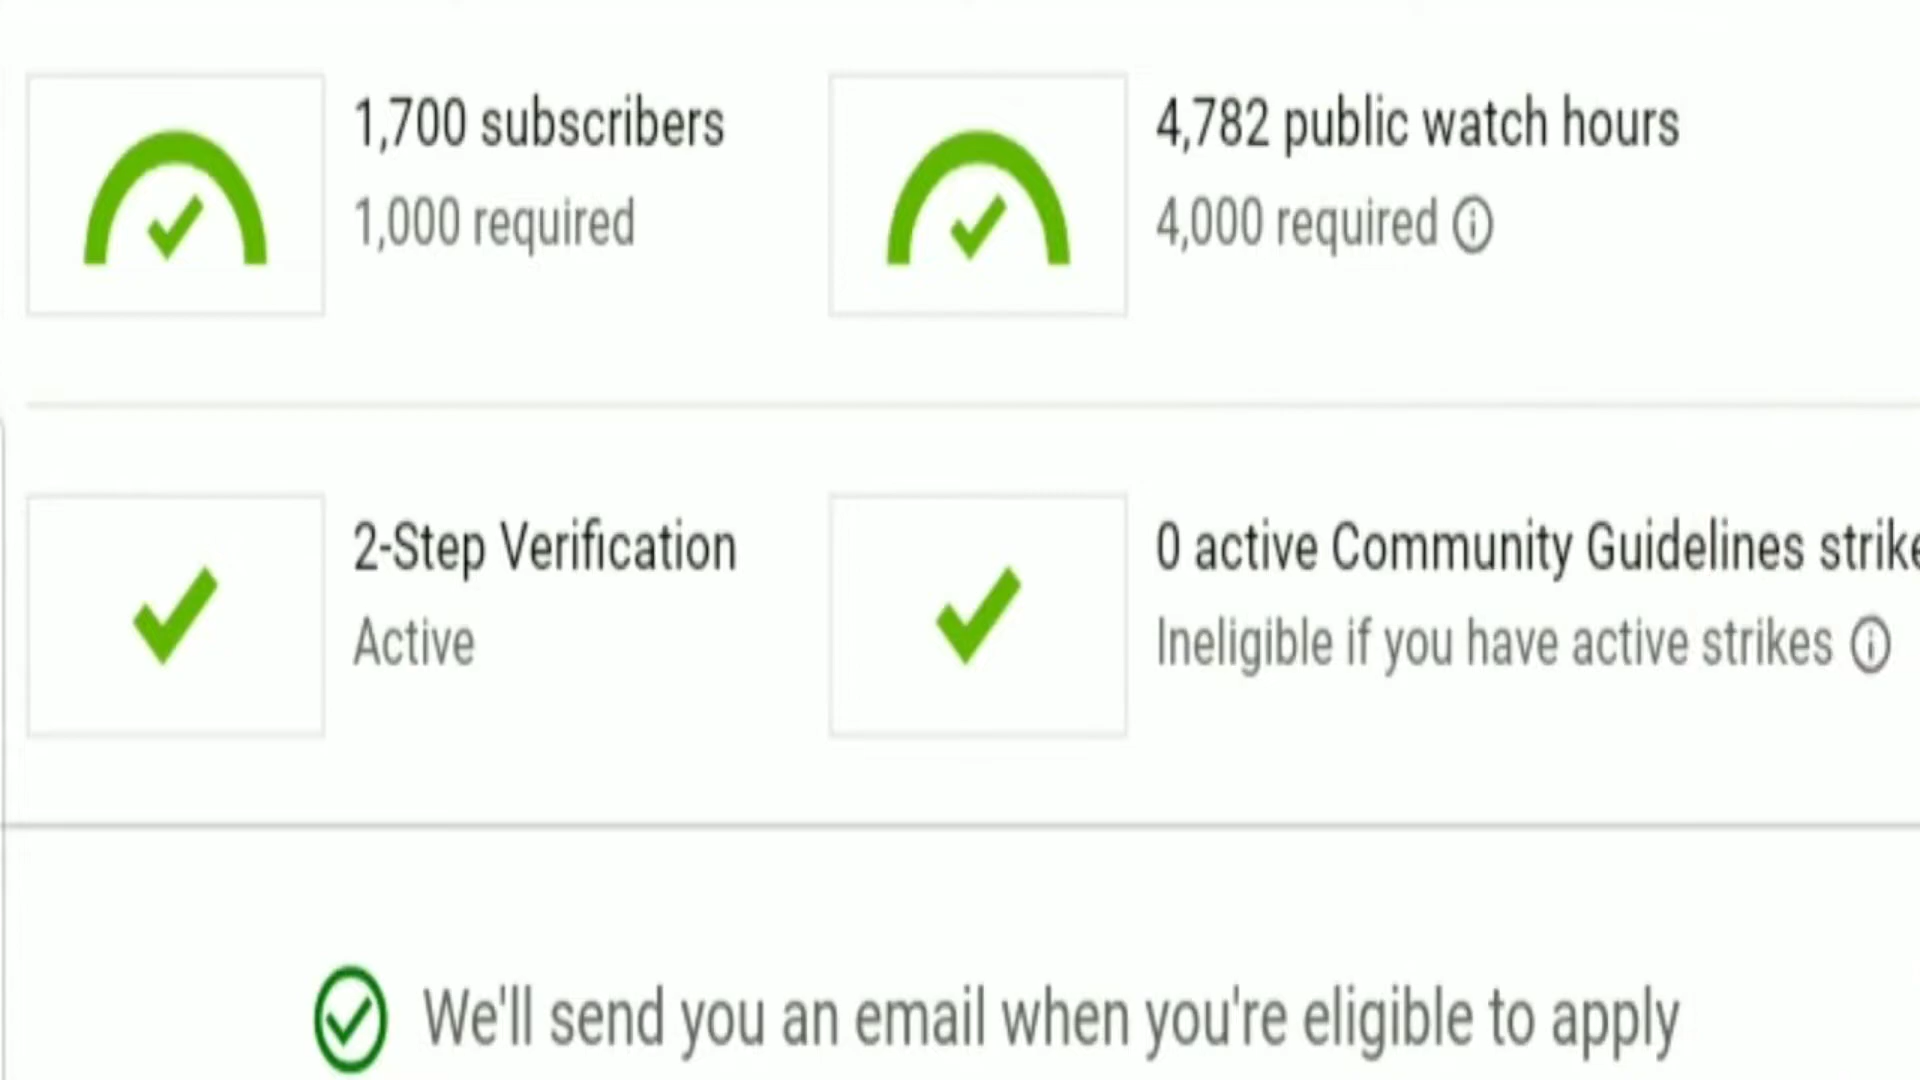 1,700 subscribers
1,000 required
4,782 public watch hours
4,000 required
2-Step Verification
Active
0 active Community Guidelines strike
Ineligible if you have active strikes
We'll send you an email when you're eligible to apply